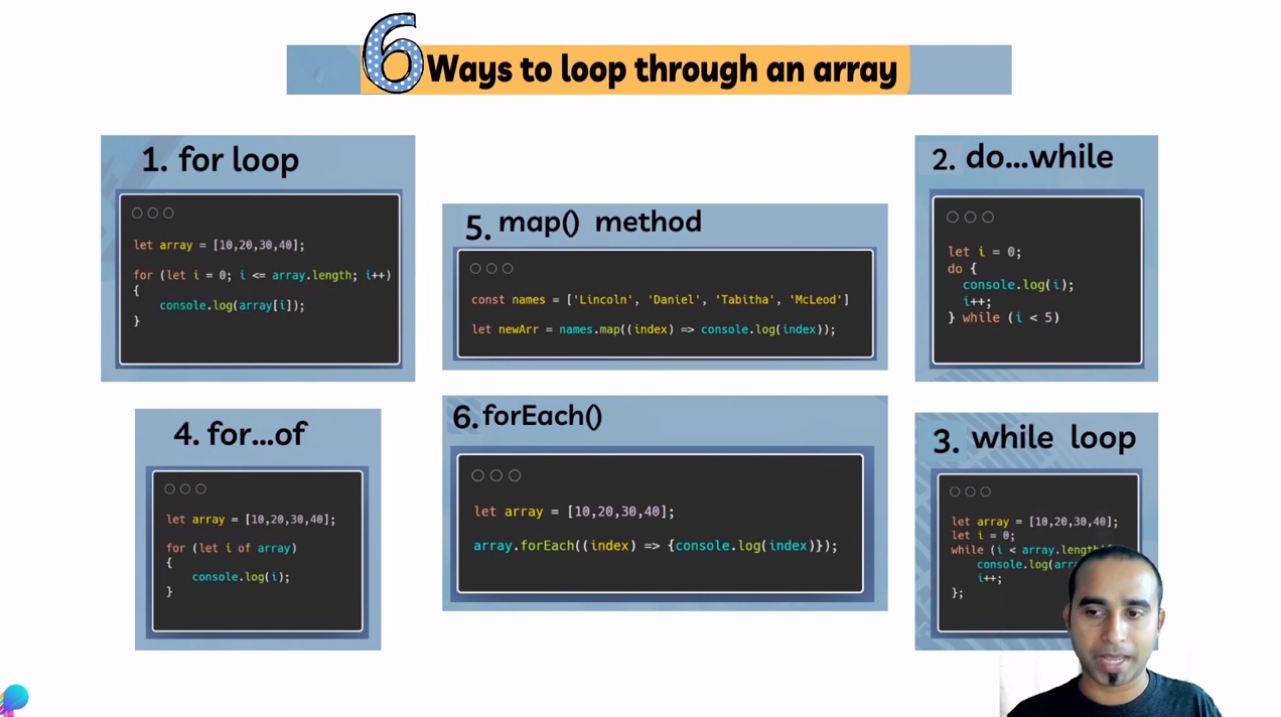 6 Ways to loop through an array
1. for loop
let array = [10,20,30,40];
for (let i = 0; i <= array.length; i++)
{
console.log(array[i]);
}
2. do...while
let i = 0;
do {
console.log(i);
i++;
} while (i < 5)
5. map() method
const names = ['Lincoln', 'Daniel', 'Tabitha', 'McLeod']
let newArr = names.map((index) => console.log(index));
4. for...of
let array = [10,20,30,40];
for (let i of array)
{
console.log(i);
}
6. forEach()
let array = [10,20,30,40];
array.forEach((index) => {console.log(index)});
3. while loop
let array = [10,20,30,40];
let i = 0;
while (i < array.length
console.log(
i++;
};